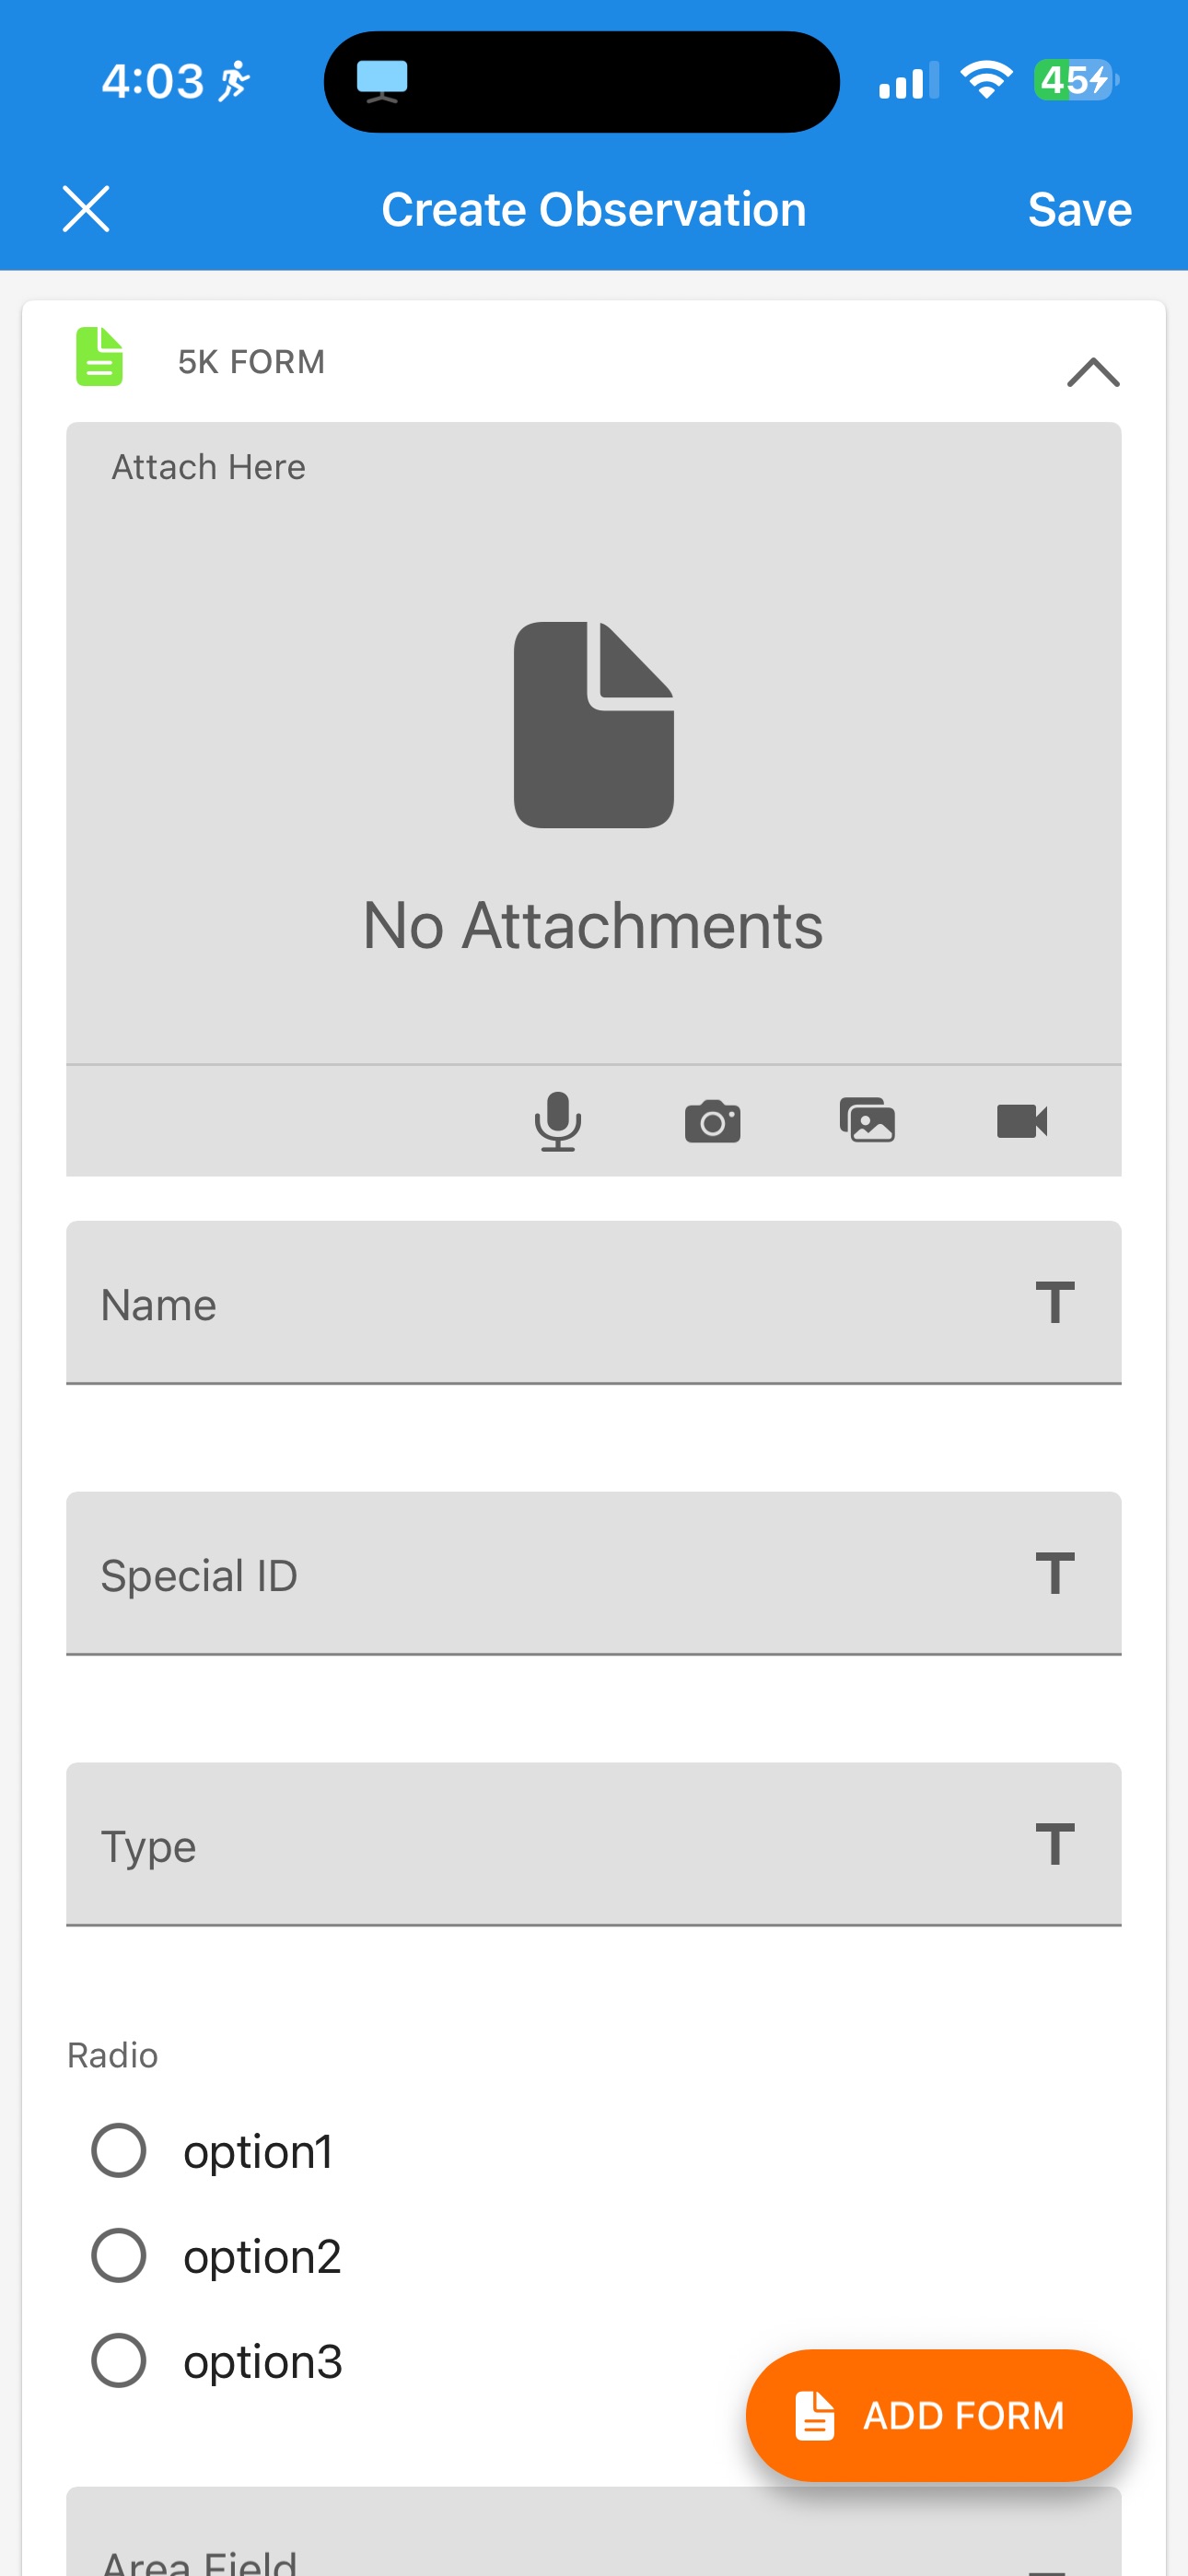 4:03
45
Create Observation
Save
5K FORM
Attach Here
No Attachments
Name
T
Special ID
T
Type
T
Radio
option1
option2
option3
ADD FORM
Area Field